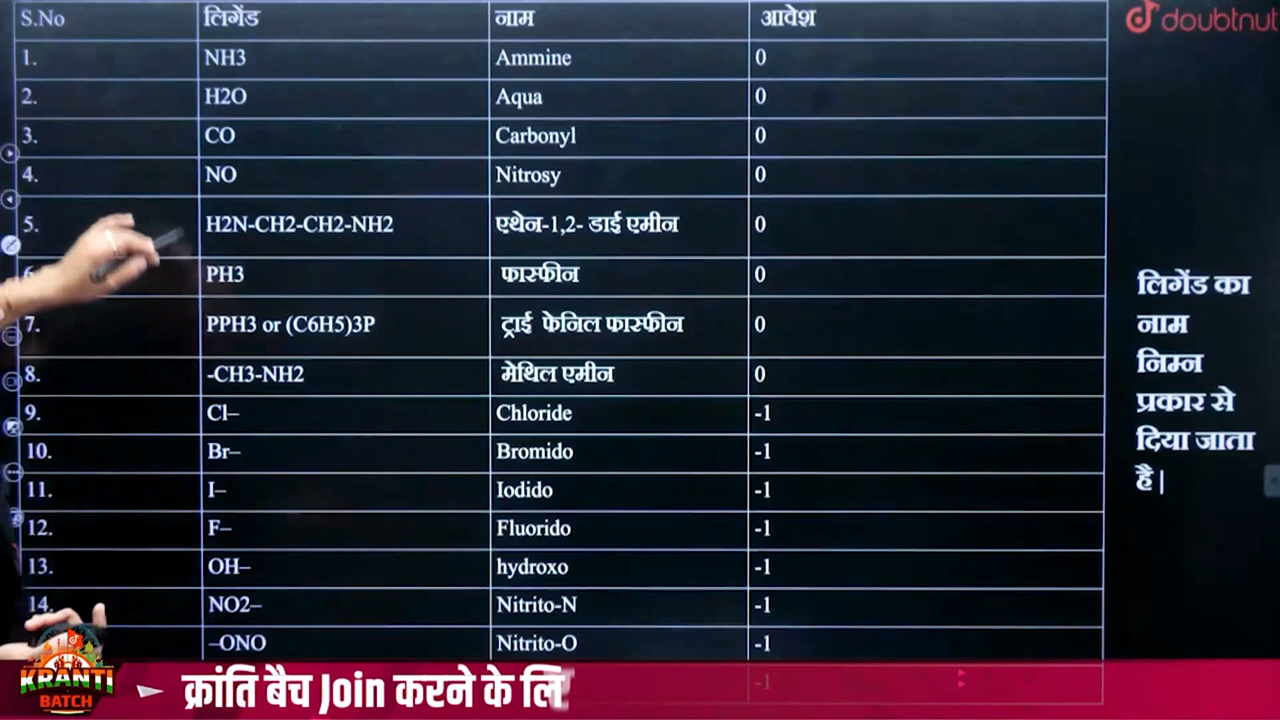 S.No लिगेंड नाम आवेश
doubtnut
1. NH3 Ammine 0
2. H2O Aqua 0
3. CO Carbonyl 0
4. NO Nitrosy 0
5. H2N-CH2-CH2-NH2 एथेन-1,2- डाई एमीन 0
6. PH3 फास्फीन 0
7. PPH3 or (C6H5)3P ट्राई फेनिल फास्फीन 0
8. -CH3-NH2 मेथिल एमीन 0
9. Cl– Chloride -1
10. Br– Bromido -1
11. I– Iodido -1
12. F– Fluorido -1
13. OH– hydroxo -1
14. NO2– Nitrito-N -1
–ONO Nitrito-O -1
-1
लिगेंड का
नाम
निम्न
प्रकार से
दिया जाता
है|
KRANTI
BATCH
क्रांति बैच Join करने के लि